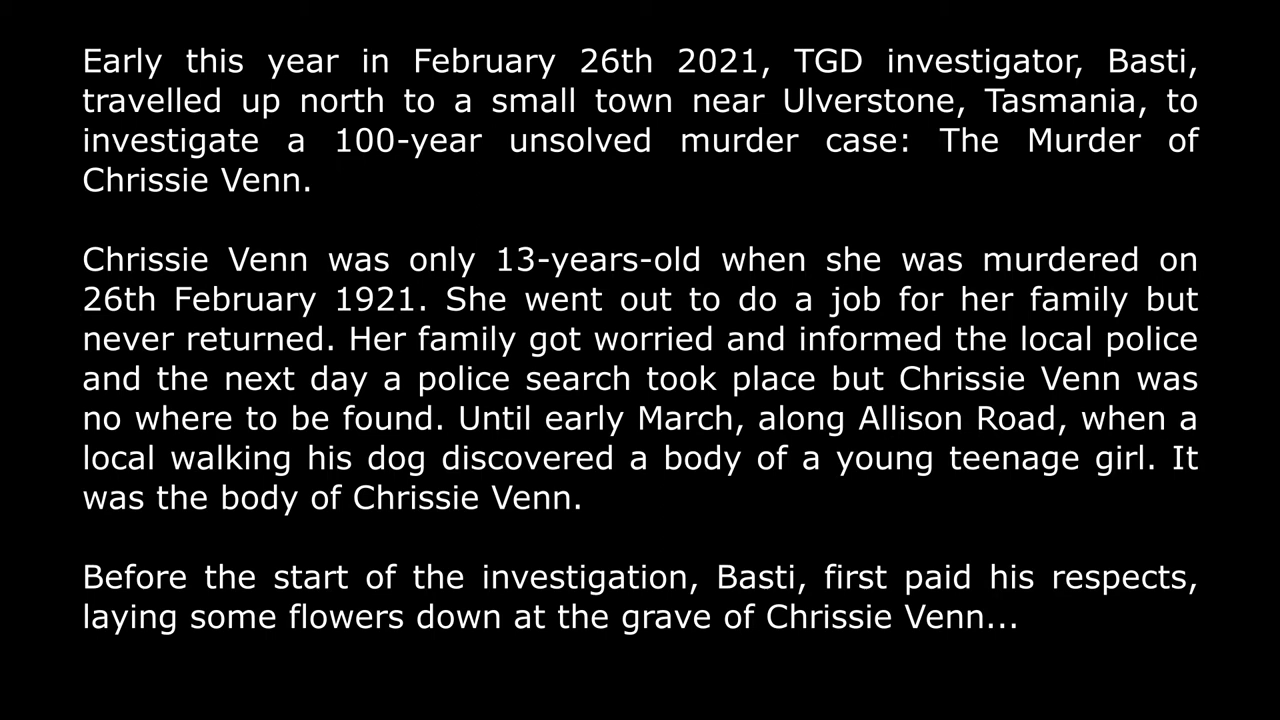 Early this year in February 26th 2021, TGD investigator, Basti,
travelled up north to a small town near Ulverstone, Tasmania, to
investigate a 100-year unsolved murder case: The Murder of
Chrissie Venn.
Chrissie Venn was only 13-years-old when she was murdered on
26th February 1921. She went out to do a job for her family but
never returned. Her family got worried and informed the local police
and the next day a police search took place but Chrissie Venn was
no where to be found. Until early March, along Allison Road, when a
local walking his dog discovered a body of a young teenage girl. It
was the body of Chrissie Venn.
Before the start of the investigation, Basti, first paid his respects,
laying some flowers down at the grave of Chrissie Venn...